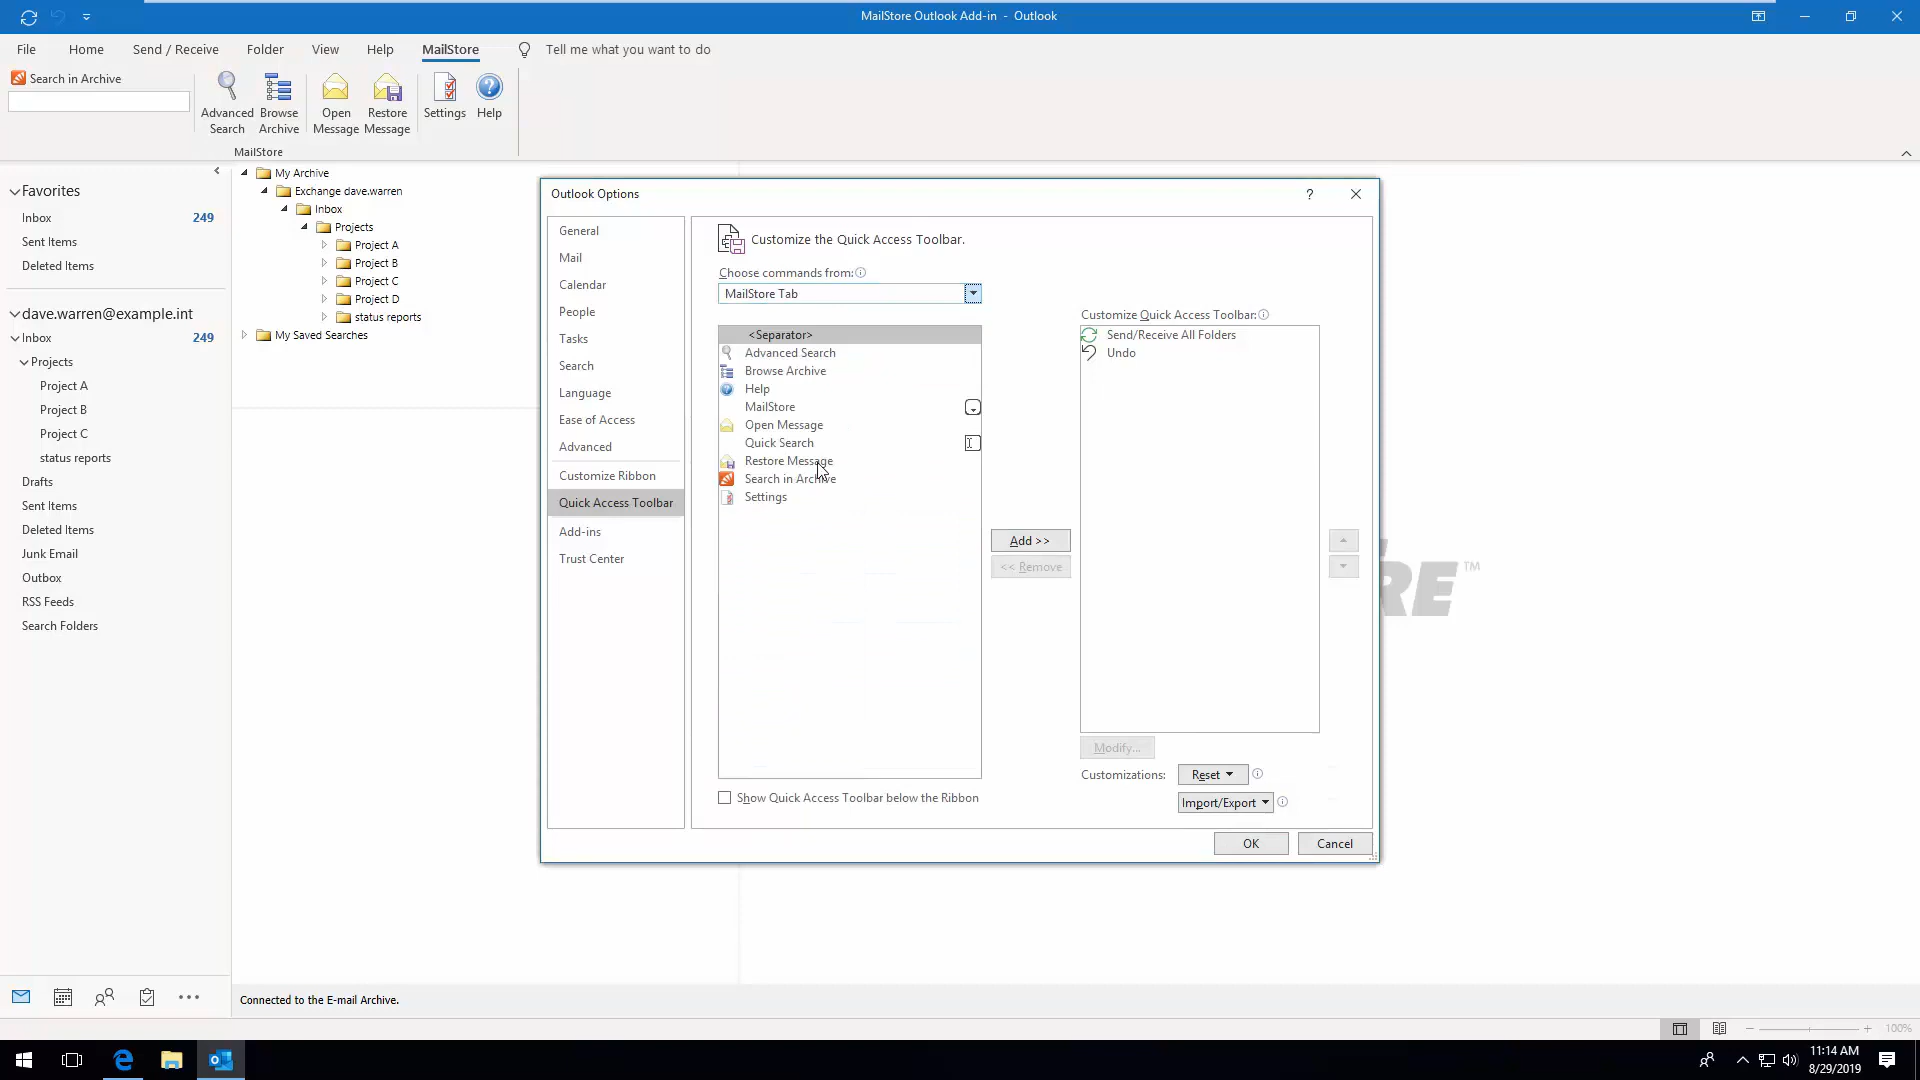 MailStore Outlook Add-in - Outlook
File Home Send / Receive Folder View Help MailStore Tell me what you want to do
Search in Archive
Advanced Search
Browse Archive
Open Message
Restore Message
Settings
Help
MailStore
Favorites
Inbox 249
Sent Items
Deleted Items
dave.warren@example.int
Inbox 249
Projects
Project A
Project B
Project C
status reports
Drafts
Sent Items
Deleted Items
Junk Email
Outbox
RSS Feeds
Search Folders
My Archive
Exchange dave.warren
Inbox
Projects
Project A
Project B
Project C
Project D
status reports
My Saved Searches
Outlook Options
?
General
Mail
Calendar
People
Tasks
Search
Language
Ease of Access
Advanced
Customize Ribbon
Quick Access Toolbar
Add-ins
Trust Center
Customize the Quick Access Toolbar.
Choose commands from:
MailStore Tab
<Separator>
Advanced Search
Browse Archive
Help
MailStore
Open Message
Quick Search
Restore Message
Search in Archive
Settings
Show Quick Access Toolbar below the Ribbon
Add >>
<< Remove
Customize Quick Access Toolbar:
Send/Receive All Folders
Undo
Modify...
Customizations: Reset
Import/Export
OK Cancel
RE™
Connected to the E-mail Archive.
100%
11:14 AM
8/29/2019